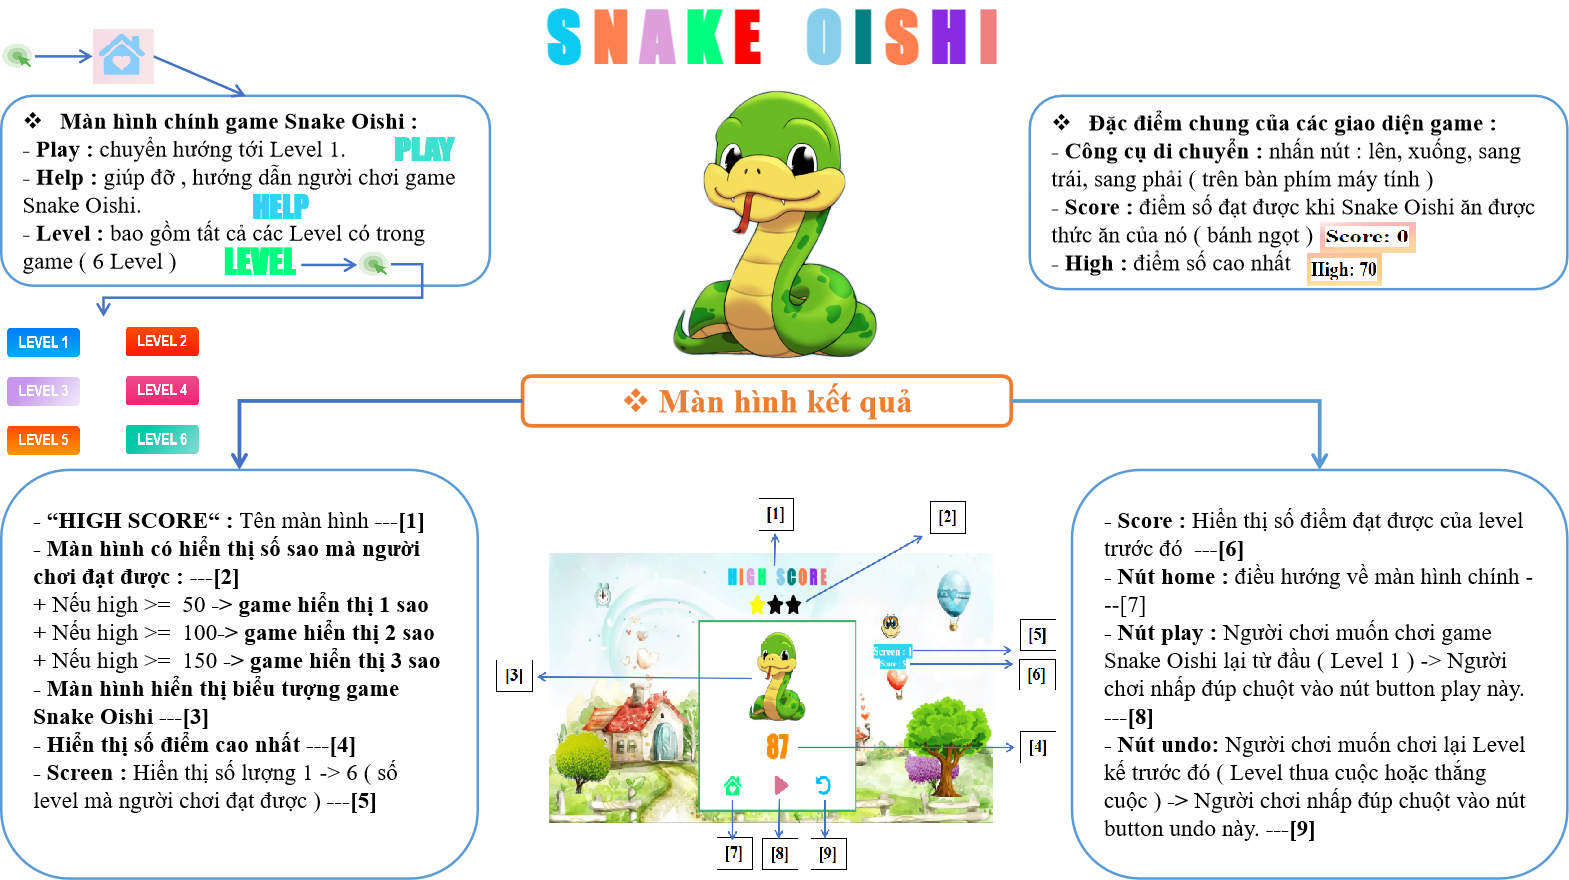 SNAKE OISHI
❖ Màn hình chính game Snake Oishi :
- Play : chuyển hướng tới Level 1. PLAY
- Help : giúp đỡ , hướng dẫn người chơi game
Snake Oishi. HELP
- Level : bao gồm tất cả các Level có trong
game ( 6 Level ) LEVEL
LEVEL 1 LEVEL 2
LEVEL 3 LEVEL 4
LEVEL 5 LEVEL 6
❖ Đặc điểm chung của các giao diện game :
- Công cụ di chuyển : nhấn nút : lên, xuống, sang
trái, sang phải ( trên bàn phím máy tính )
- Score : điểm số đạt được khi Snake Oishi ăn được
thức ăn của nó ( bánh ngọt ) Score: 0
- High : điểm số cao nhất High: 70
❖ Màn hình kết quả
- “HIGH SCORE“ : Tên màn hình ---[1]
- Màn hình có hiển thị số sao mà người
chơi đạt được : ---[2]
+ Nếu high >= 50 -> game hiển thị 1 sao
+ Nếu high >= 100-> game hiển thị 2 sao
+ Nếu high >= 150 -> game hiển thị 3 sao
- Màn hình hiển thị biểu tượng game
Snake Oishi ---[3]
- Hiển thị số điểm cao nhất ---[4]
- Screen : Hiển thị số lượng 1 -> 6 ( số
level mà người chơi đạt được ) ---[5]
[1]
[2]
HIGH SCORE
[5]
Screen : 1
[6]
[3]
87
[4]
[7] [8] [9]
- Score : Hiển thị số điểm đạt được của level
trước đó ---[6]
- Nút home : điều hướng về màn hình chính -
--[7]
- Nút play : Người chơi muốn chơi game
Snake Oishi lại từ đầu ( Level 1 ) -> Người
chơi nhấp đúp chuột vào nút button play này.
---[8]
- Nút undo: Người chơi muốn chơi lại Level
kế trước đó ( Level thua cuộc hoặc thắng
cuộc ) -> Người chơi nhấp đúp chuột vào nút
button undo này. ---[9]